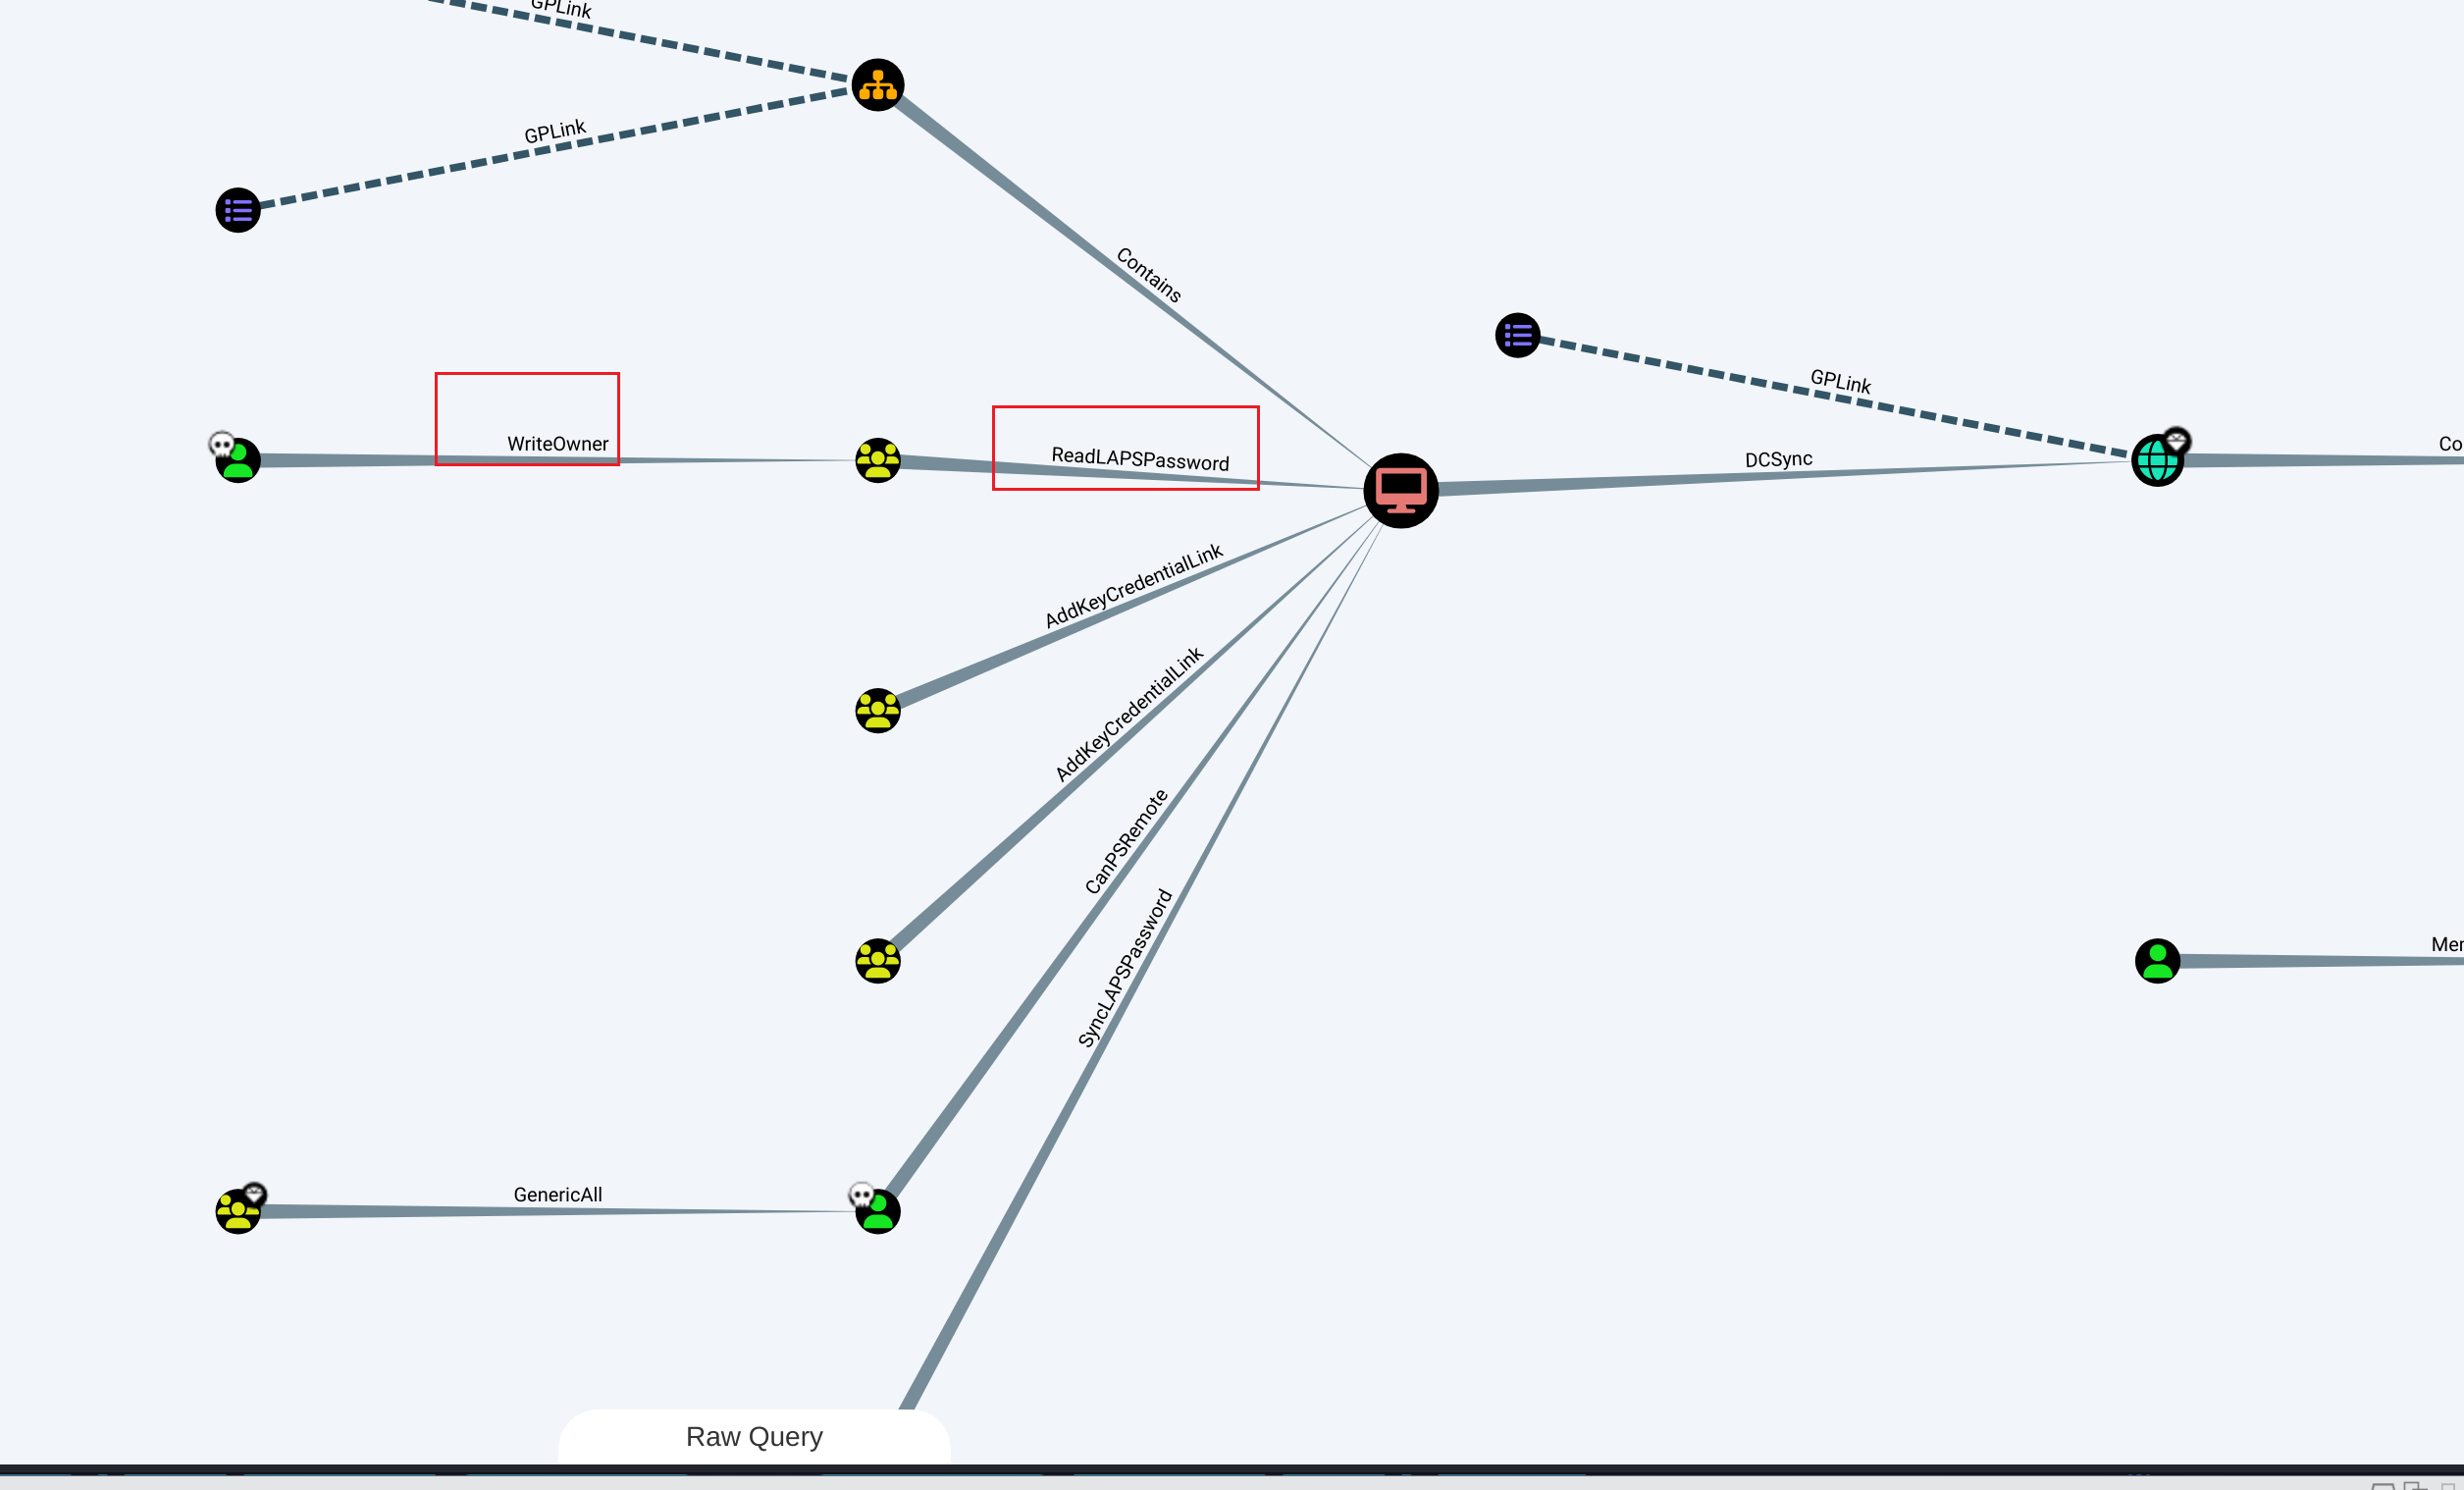 GPLink
GPLink
Contains
GPLink
WriteOwner
ReadLAPSPassword
DCSync
Co
AddKeyCredentialLink
AddKeyCredentialLink
CanPSRemote
SyncLAPSPassword
Mer
GenericAll
Raw Query